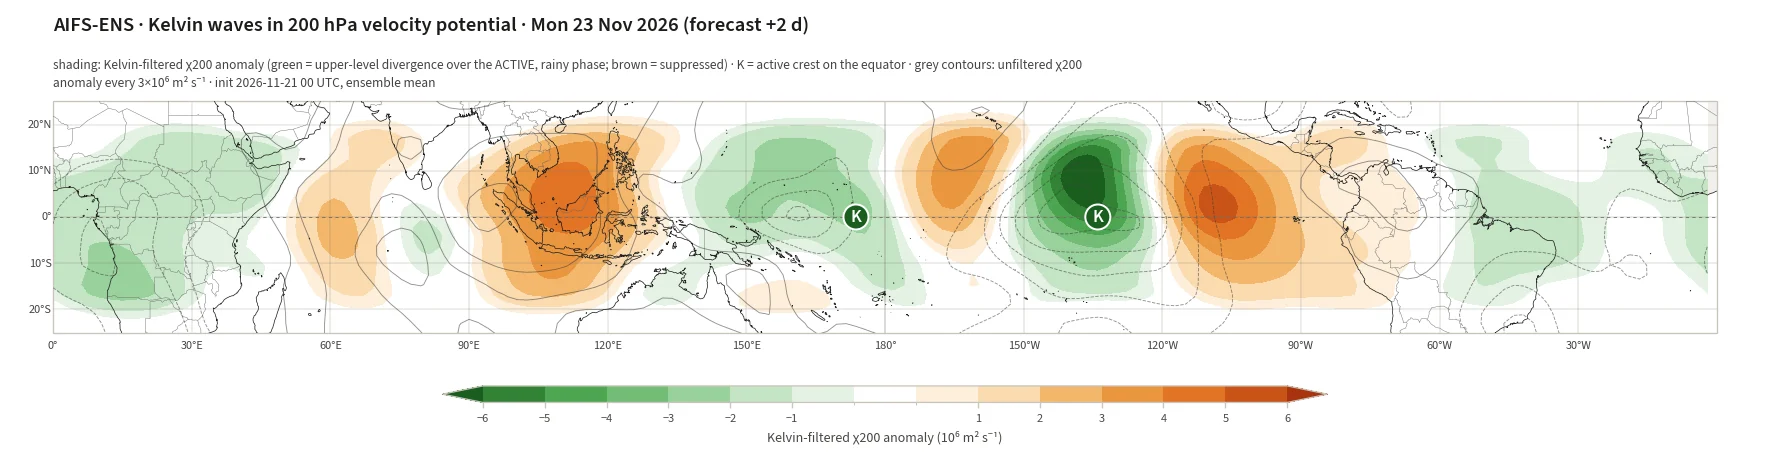 AIFS-ENS · Kelvin waves in 200 hPa velocity potential · Mon 23 Nov 2026 (forecast +2 d)
shading: Kelvin-filtered χ200 anomaly (green = upper-level divergence over the ACTIVE, rainy phase; brown = suppressed) · K = active crest on the equator · grey contours: unfiltered χ200
anomaly every 3×10⁶ m² s⁻¹ · init 2026-11-21 00 UTC, ensemble mean
20°N
10°N
0°
10°S
20°S
K
K
0° 30°E 60°E 90°E 120°E 150°E 180° 150°W 120°W 90°W 60°W 30°W
−6 −5 −4 −3 −2 −1 1 2 3 4 5 6
Kelvin-filtered χ200 anomaly (10⁶ m² s⁻¹)